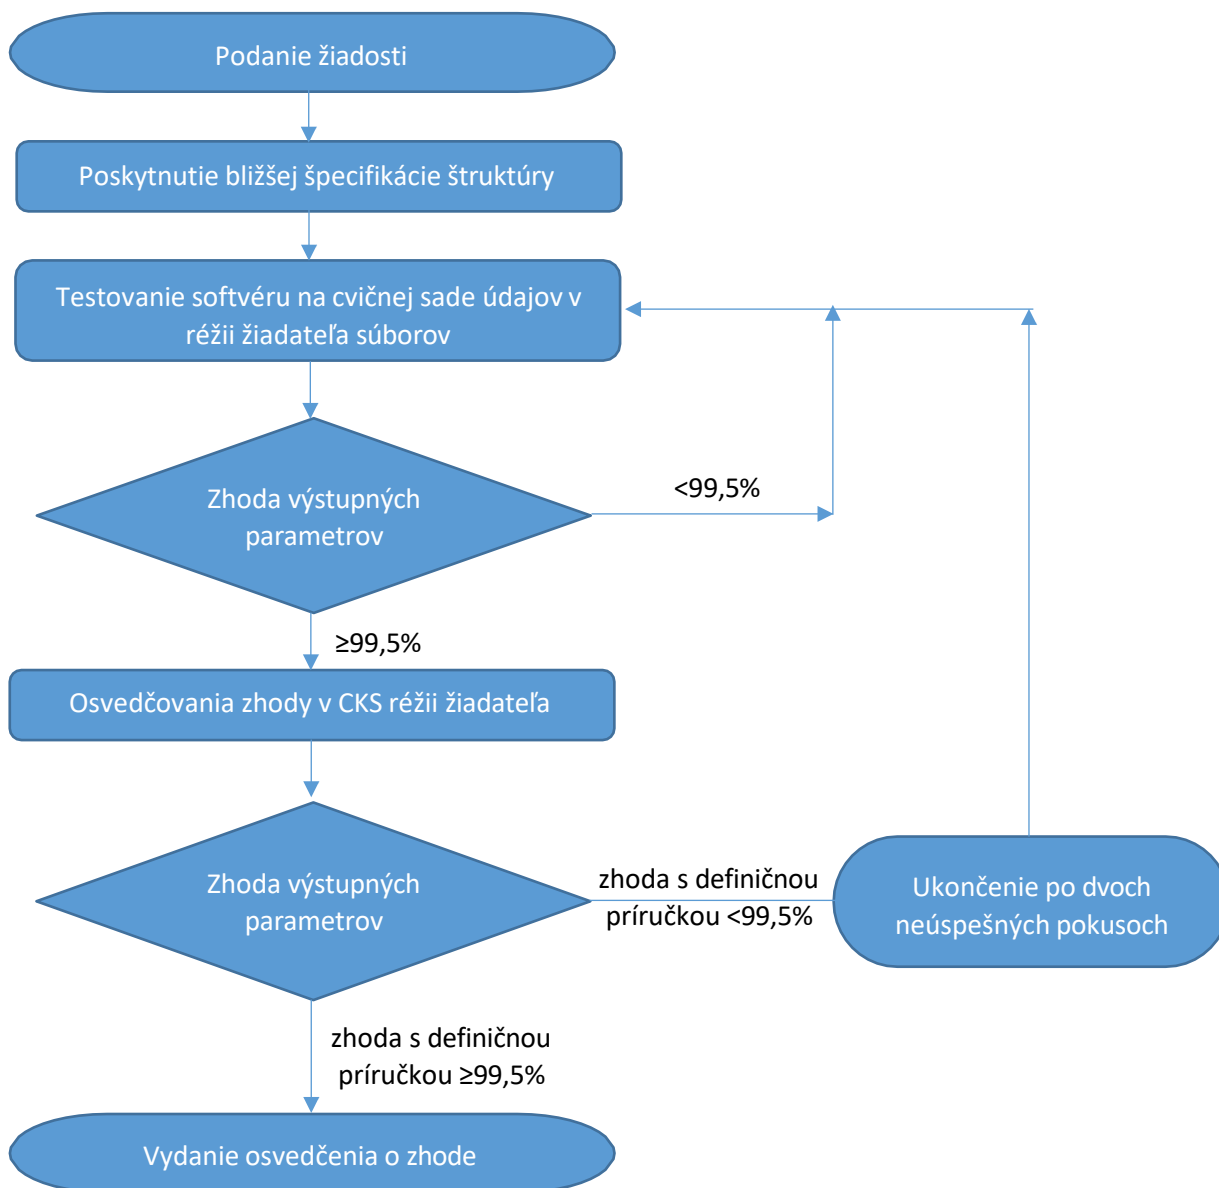 Podanie žiadosti
Poskytnutie bližšej špecifikácie štruktúry
Testovanie softvéru na cvičnej sade údajov v
réžii žiadateľa súborov
Zhoda výstupných
parametrov
<99,5%
≥99,5%
Osvedčovania zhody v CKS réžii žiadateľa
Zhoda výstupných
parametrov
zhoda s definičnou
príručkou <99,5%
Ukončenie po dvoch
neúspešných pokusoch
zhoda s definičnou
príručkou ≥99,5%
Vydanie osvedčenia o zhode